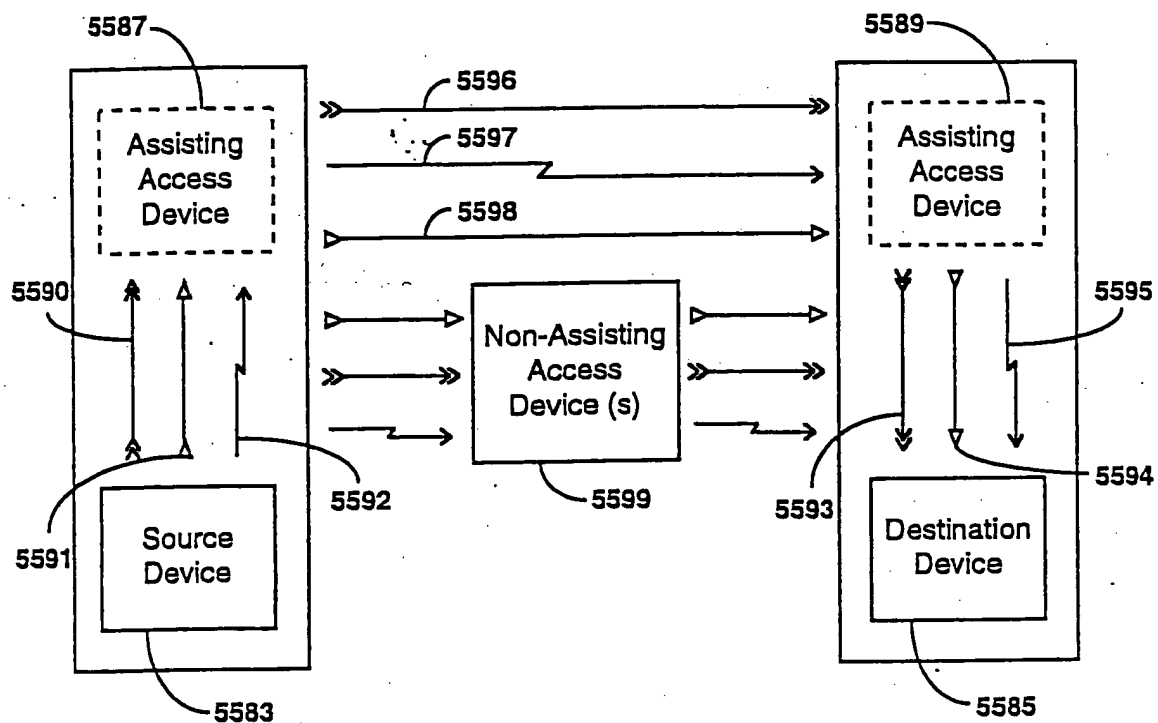 5587
5589
5596
Assisting
Access
Device
5597
Assisting
Access
Device
5598
5590
5595
Non-Assisting
Access
Device (s)
5591
5592
5599
5593
5594
Source
Device
Destination
Device
5583
5585